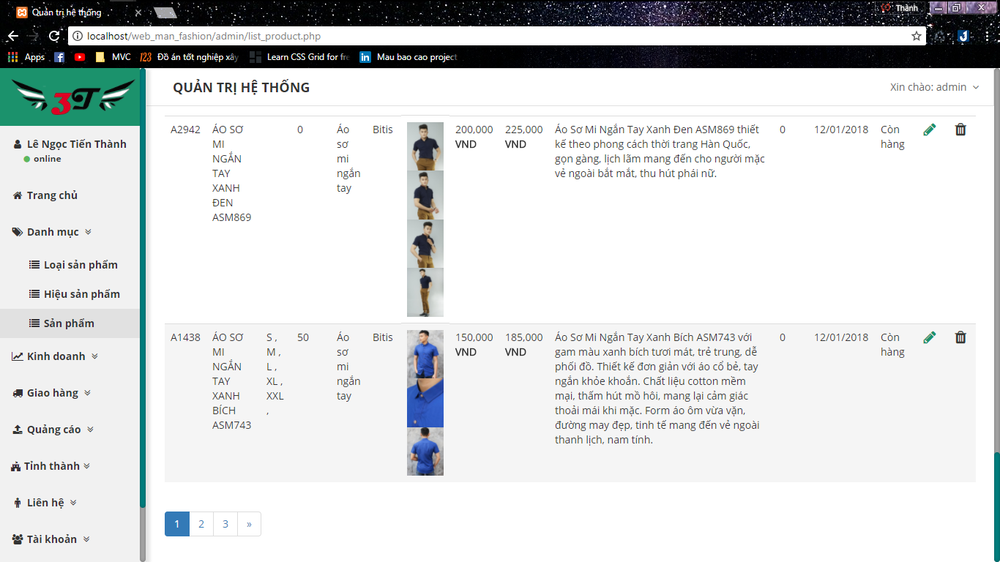 Quản trị hệ thống
Thành
localhost/web_man_fashion/admin/list_product.php
Apps MVC 123 Đồ án tốt nghiệp xây Learn CSS Grid for fre Mau bao cao project
3T
QUẢN TRỊ HỆ THỐNG
Xin chào: admin
Lê Ngọc Tiến Thành
online
Trang chủ
Danh mục
Loại sản phẩm
Hiệu sản phẩm
Sản phẩm
Kinh doanh
Giao hàng
Quảng cáo
Tỉnh thành
Liên hệ
Tài khoản
A2942
ÁO SƠ
MI
NGẮN
TAY
XANH
ĐEN
ASM869
0
Áo
sơ
mi
ngắn
tay
Bitis
200,000
VND
225,000
VND
Áo Sơ Mi Ngắn Tay Xanh Đen ASM869 thiết
kế theo phong cách thời trang Hàn Quốc,
gọn gàng, lịch lãm mang đến cho người mặc
vẻ ngoài bắt mắt, thu hút phái nữ.
0
12/01/2018
Còn
hàng
A1438
ÁO SƠ
MI
NGẮN
TAY
XANH
BÍCH
ASM743
S ,
M ,
L ,
XL ,
XXL
,
50
Áo
sơ
mi
ngắn
tay
Bitis
150,000
VND
185,000
VND
Áo Sơ Mi Ngắn Tay Xanh Bích ASM743 với
gam màu xanh bích tươi mát, trẻ trung, dễ
phối đồ. Thiết kế đơn giản với áo cổ bẻ, tay
ngắn khỏe khoắn. Chất liệu cotton mềm
mại, thấm hút mồ hôi, mang lại cảm giác
thoải mái khi mặc. Form áo ôm vừa vặn,
đường may đẹp, tinh tế mang đến vẻ ngoài
thanh lịch, nam tính.
0
12/01/2018
Còn
hàng
1 2 3 »